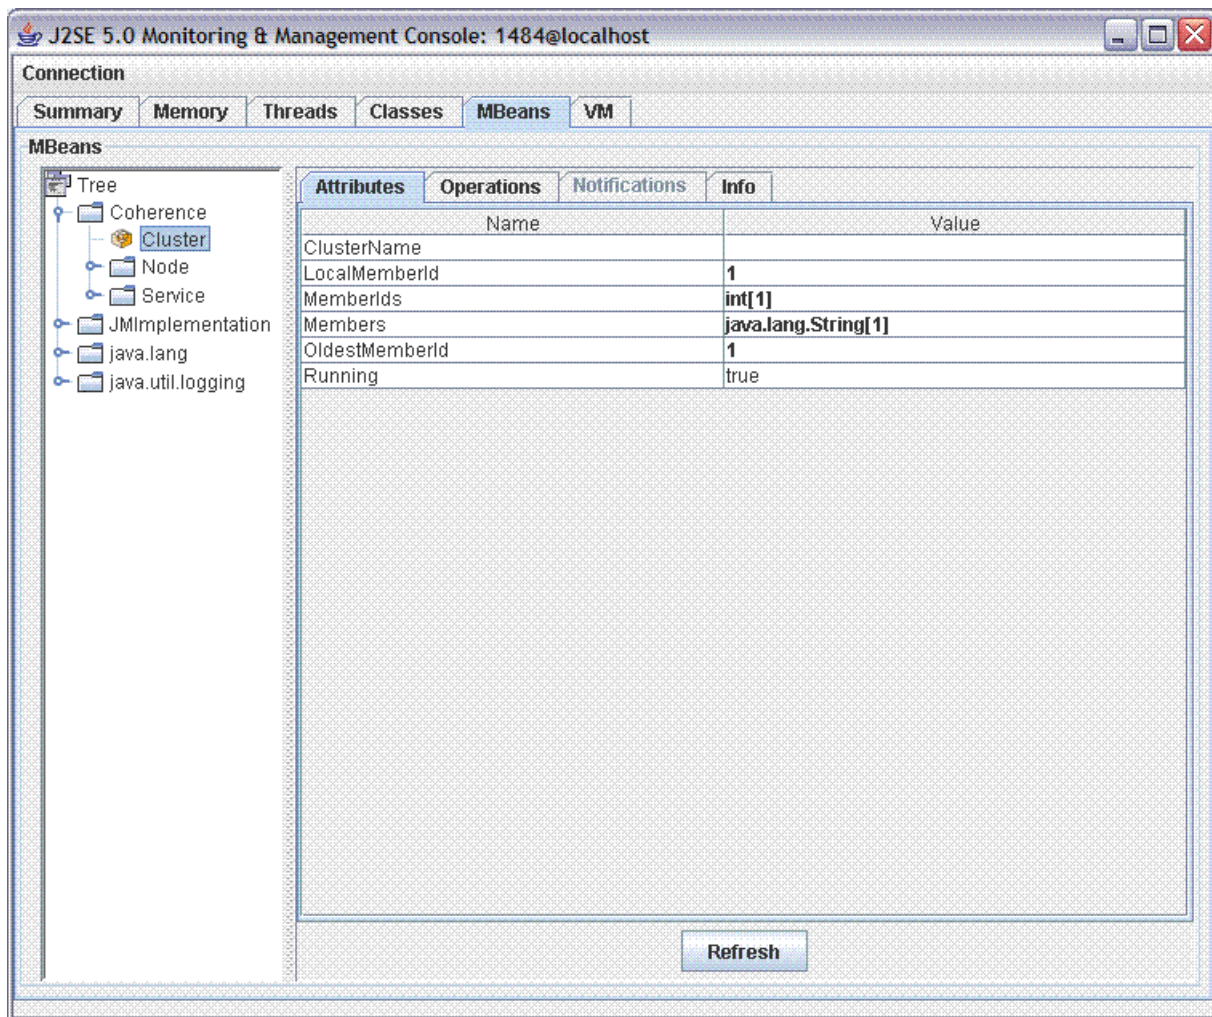 J2SE 5.0 Monitoring & Management Console: 1484@localhost
Connection
Summary Memory Threads Classes MBeans VM
MBeans
Tree
Coherence
Cluster
Node
Service
JMImplementation
java.lang
java.util.logging
Attributes Operations Notifications Info
Name Value
ClusterName
LocalMemberId 1
MemberIds int[1]
Members java.lang.String[1]
OldestMemberId 1
Running true
Refresh